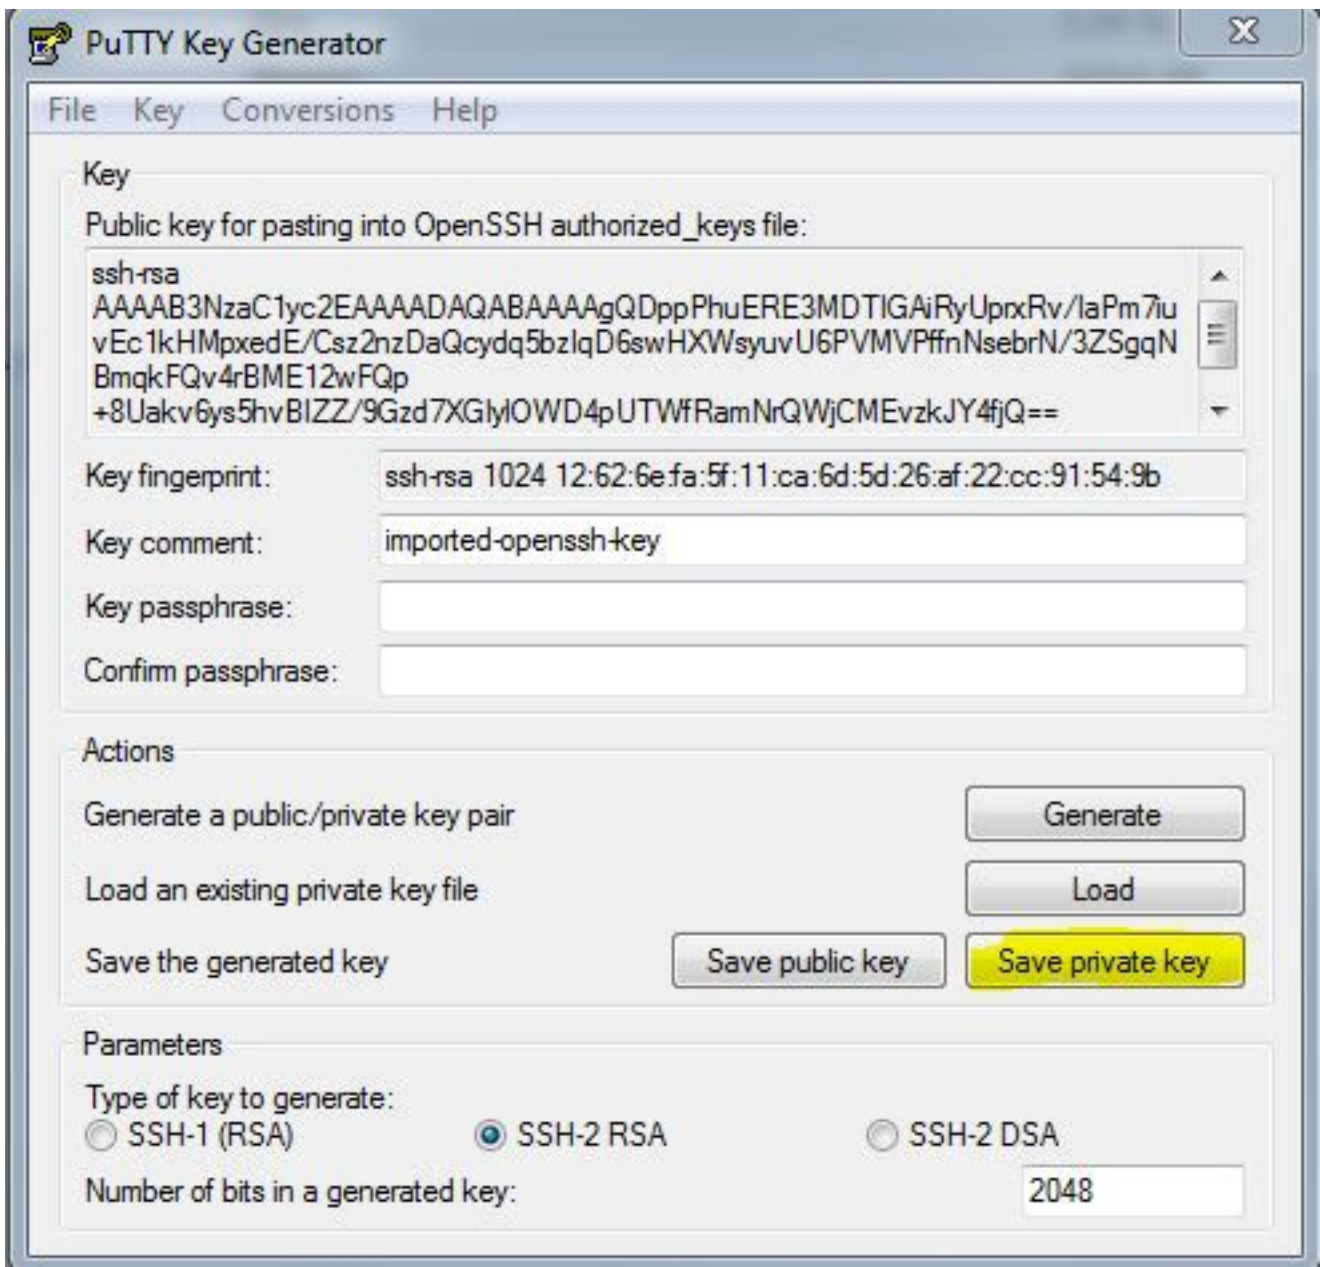 PuTTY Key Generator
File Key Conversions Help
Key
Public key for pasting into OpenSSH authorized_keys file:
ssh-rsa
AAAAB3NzaC1yc2EAAAADAQABAAAAgQDppPhuERE3MDTlGAiRyUprxRv/laPm7iu
vEc1kHMpxedE/Csz2nzDaQcydq5bzlqD6swHXWsyuvU6PVMVPffnNsebrN/3ZSgqN
BmqkFQv4rBME12wFQp
+8Uakv6ys5hvBIZZ/9Gzd7XGlylOWD4pUTWfRamNrQWjCMEvzkJY4fjQ==
Key fingerprint: ssh-rsa 1024 12:62:6e:fa:5f:11:ca:6d:5d:26:af:22:cc:91:54:9b
Key comment: imported-openssh-key
Key passphrase:
Confirm passphrase:
Actions
Generate a public/private key pair Generate
Load an existing private key file Load
Save the generated key Save public key Save private key
Parameters
Type of key to generate:
SSH-1 (RSA) SSH-2 RSA SSH-2 DSA
Number of bits in a generated key: 2048